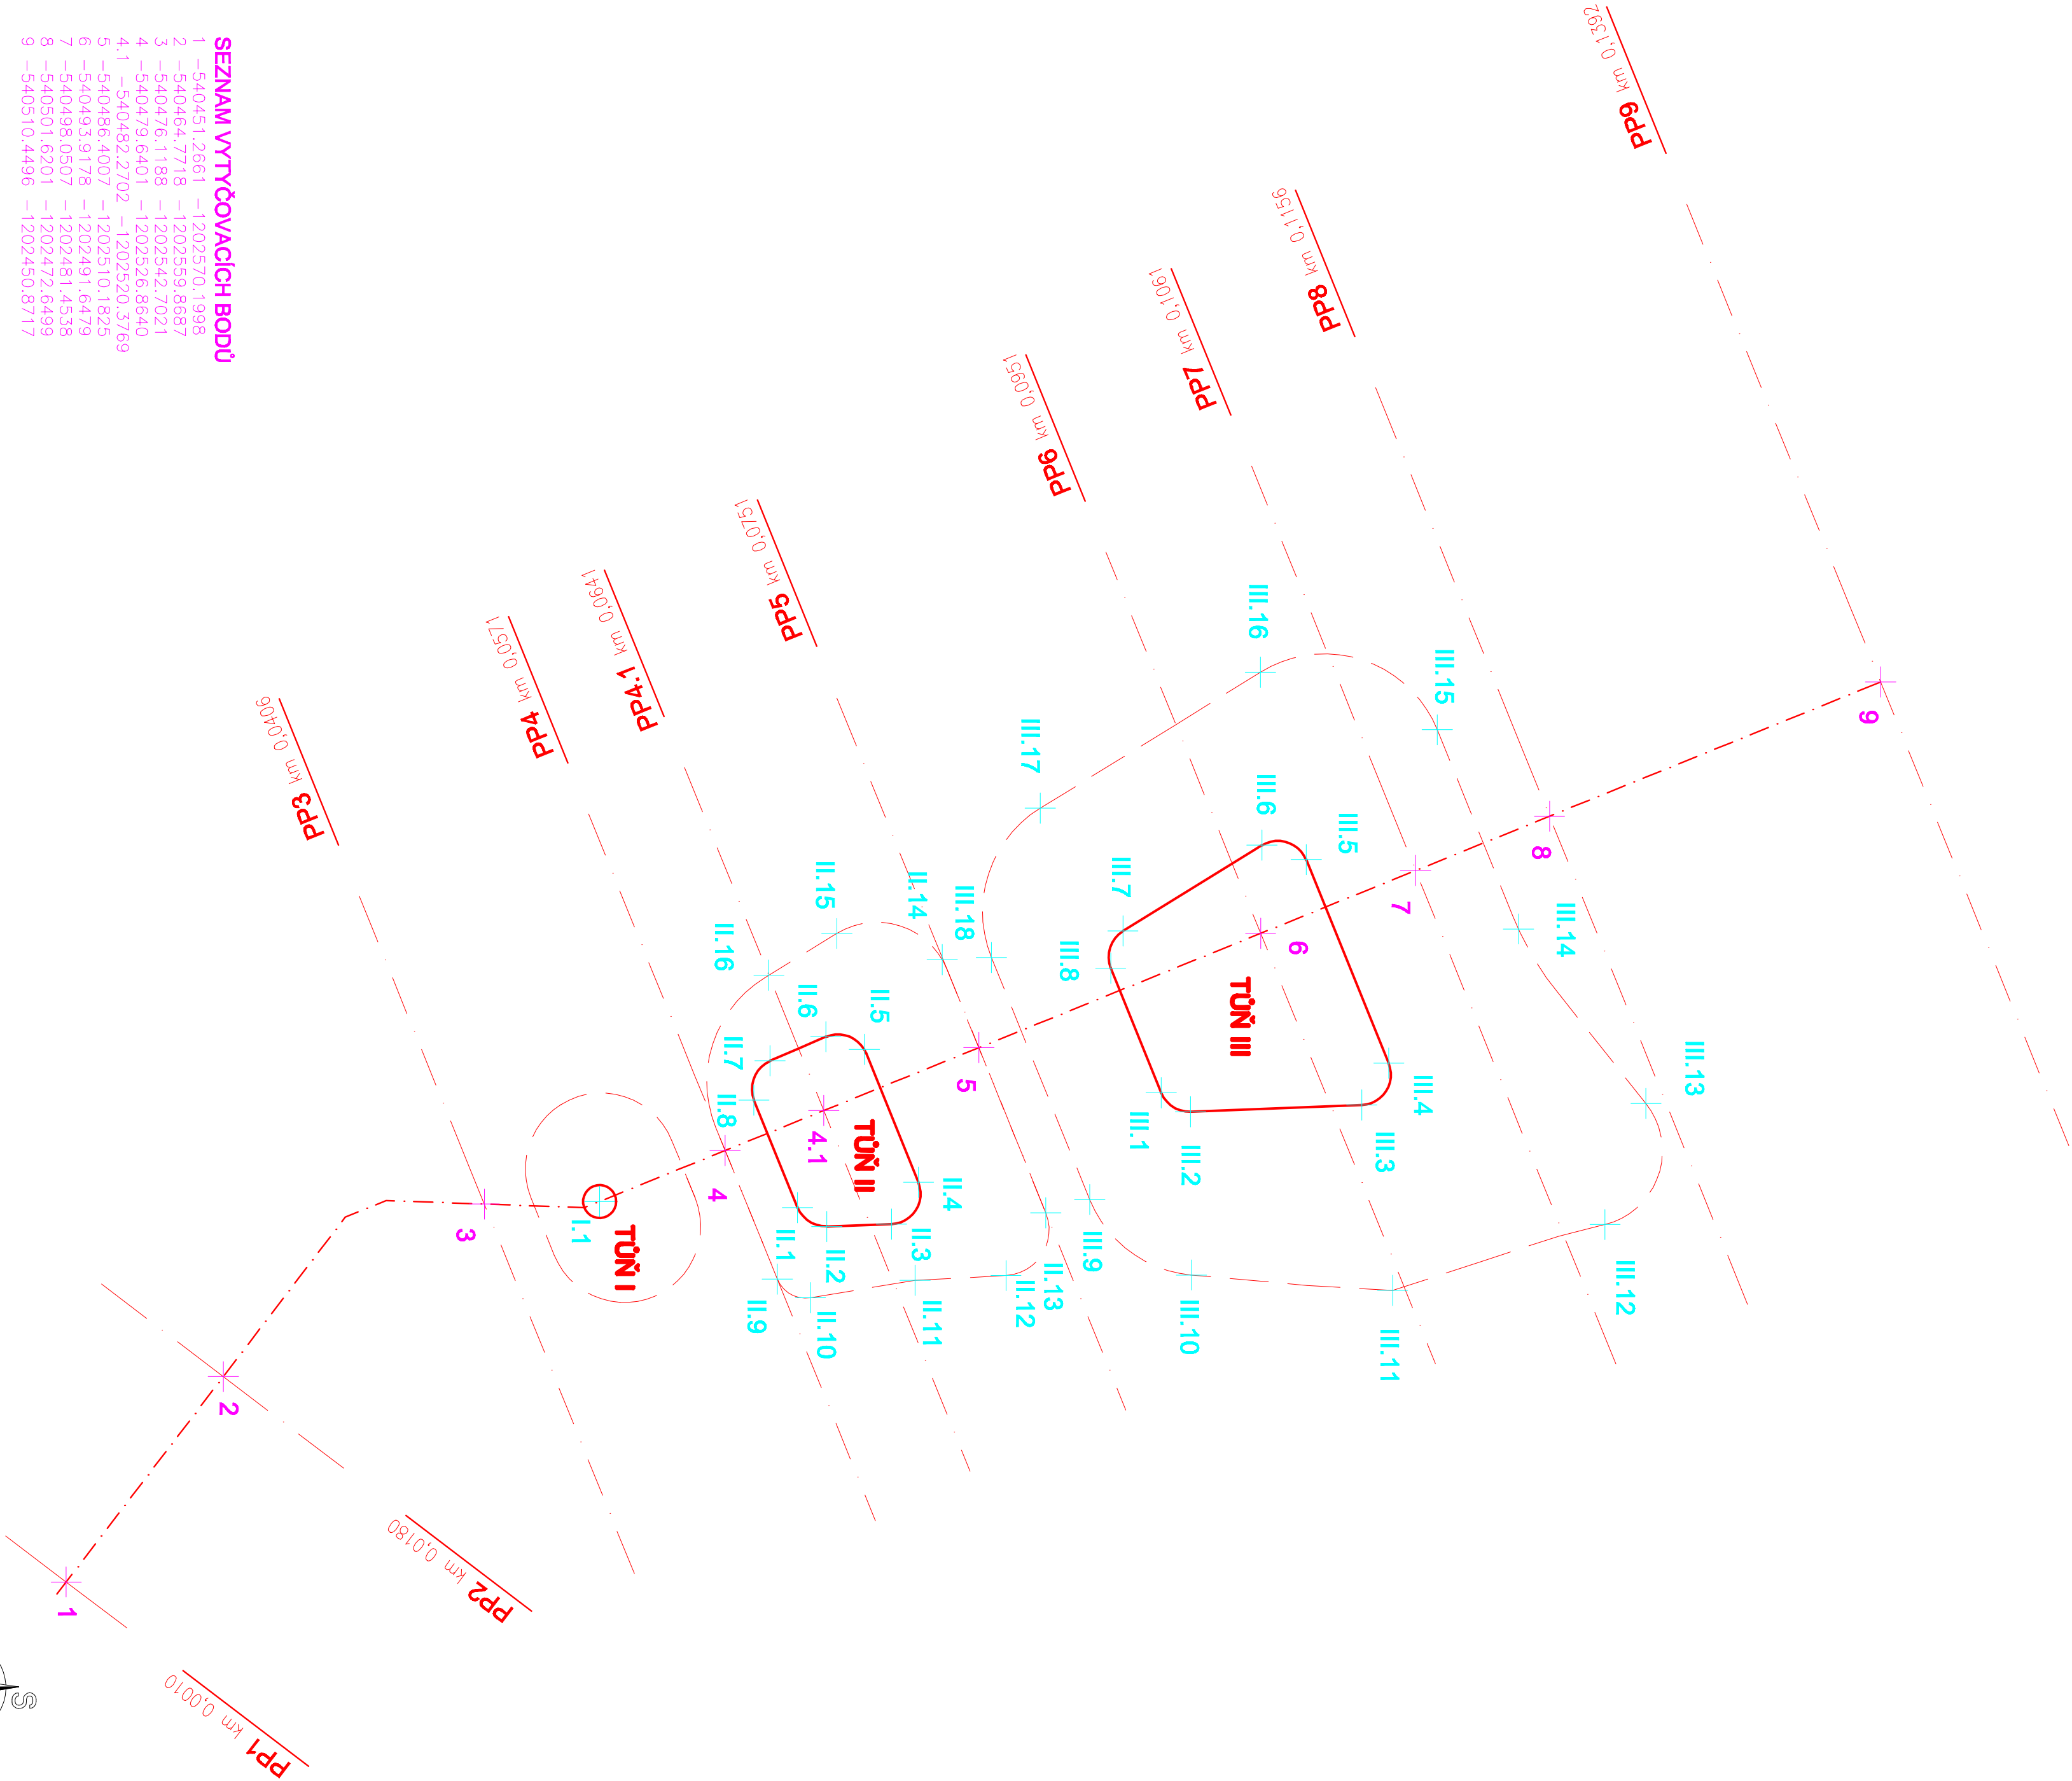 SEZNAM VYTYČOVACÍCH BODŮ
1 -540451.2661 -1202570.1998
2 -540464.7718 -1202559.8687
3 -540476.1188 -1202542.7021
4 -540479.6401 -1202526.8640
4.1 -540482.2702 -1202520.3769
5 -540486.4007 -1202510.1825
6 -540493.9178 -1202491.6479
7 -540498.0507 -1202481.4538
8 -540501.6201 -1202472.6499
9 -540510.4496 -1202450.8717
PP9 km 0,1392
PP8 km 0,1156
PP7 km 0,1061
PP6 km 0,0951
PP5 km 0,0751
PP4.1 km 0,0641
PP4 km 0,0571
PP3 km 0,0406
PP2 km 0,0180
PP1 km 0,0010
9
8
7
6
5
4.1
4
3
2
1
TŮŇ III
III.1
III.2
III.3
III.4
III.5
III.6
III.7
III.8
III.9
III.10
III.11
III.12
III.13
III.14
III.15
III.16
III.17
III.18
TŮŇ II
II.1
II.2
II.3
II.4
II.5
II.6
II.7
II.8
II.9
II.10
II.11
II.12
II.13
II.14
II.15
II.16
TŮŇ I
I.1
S